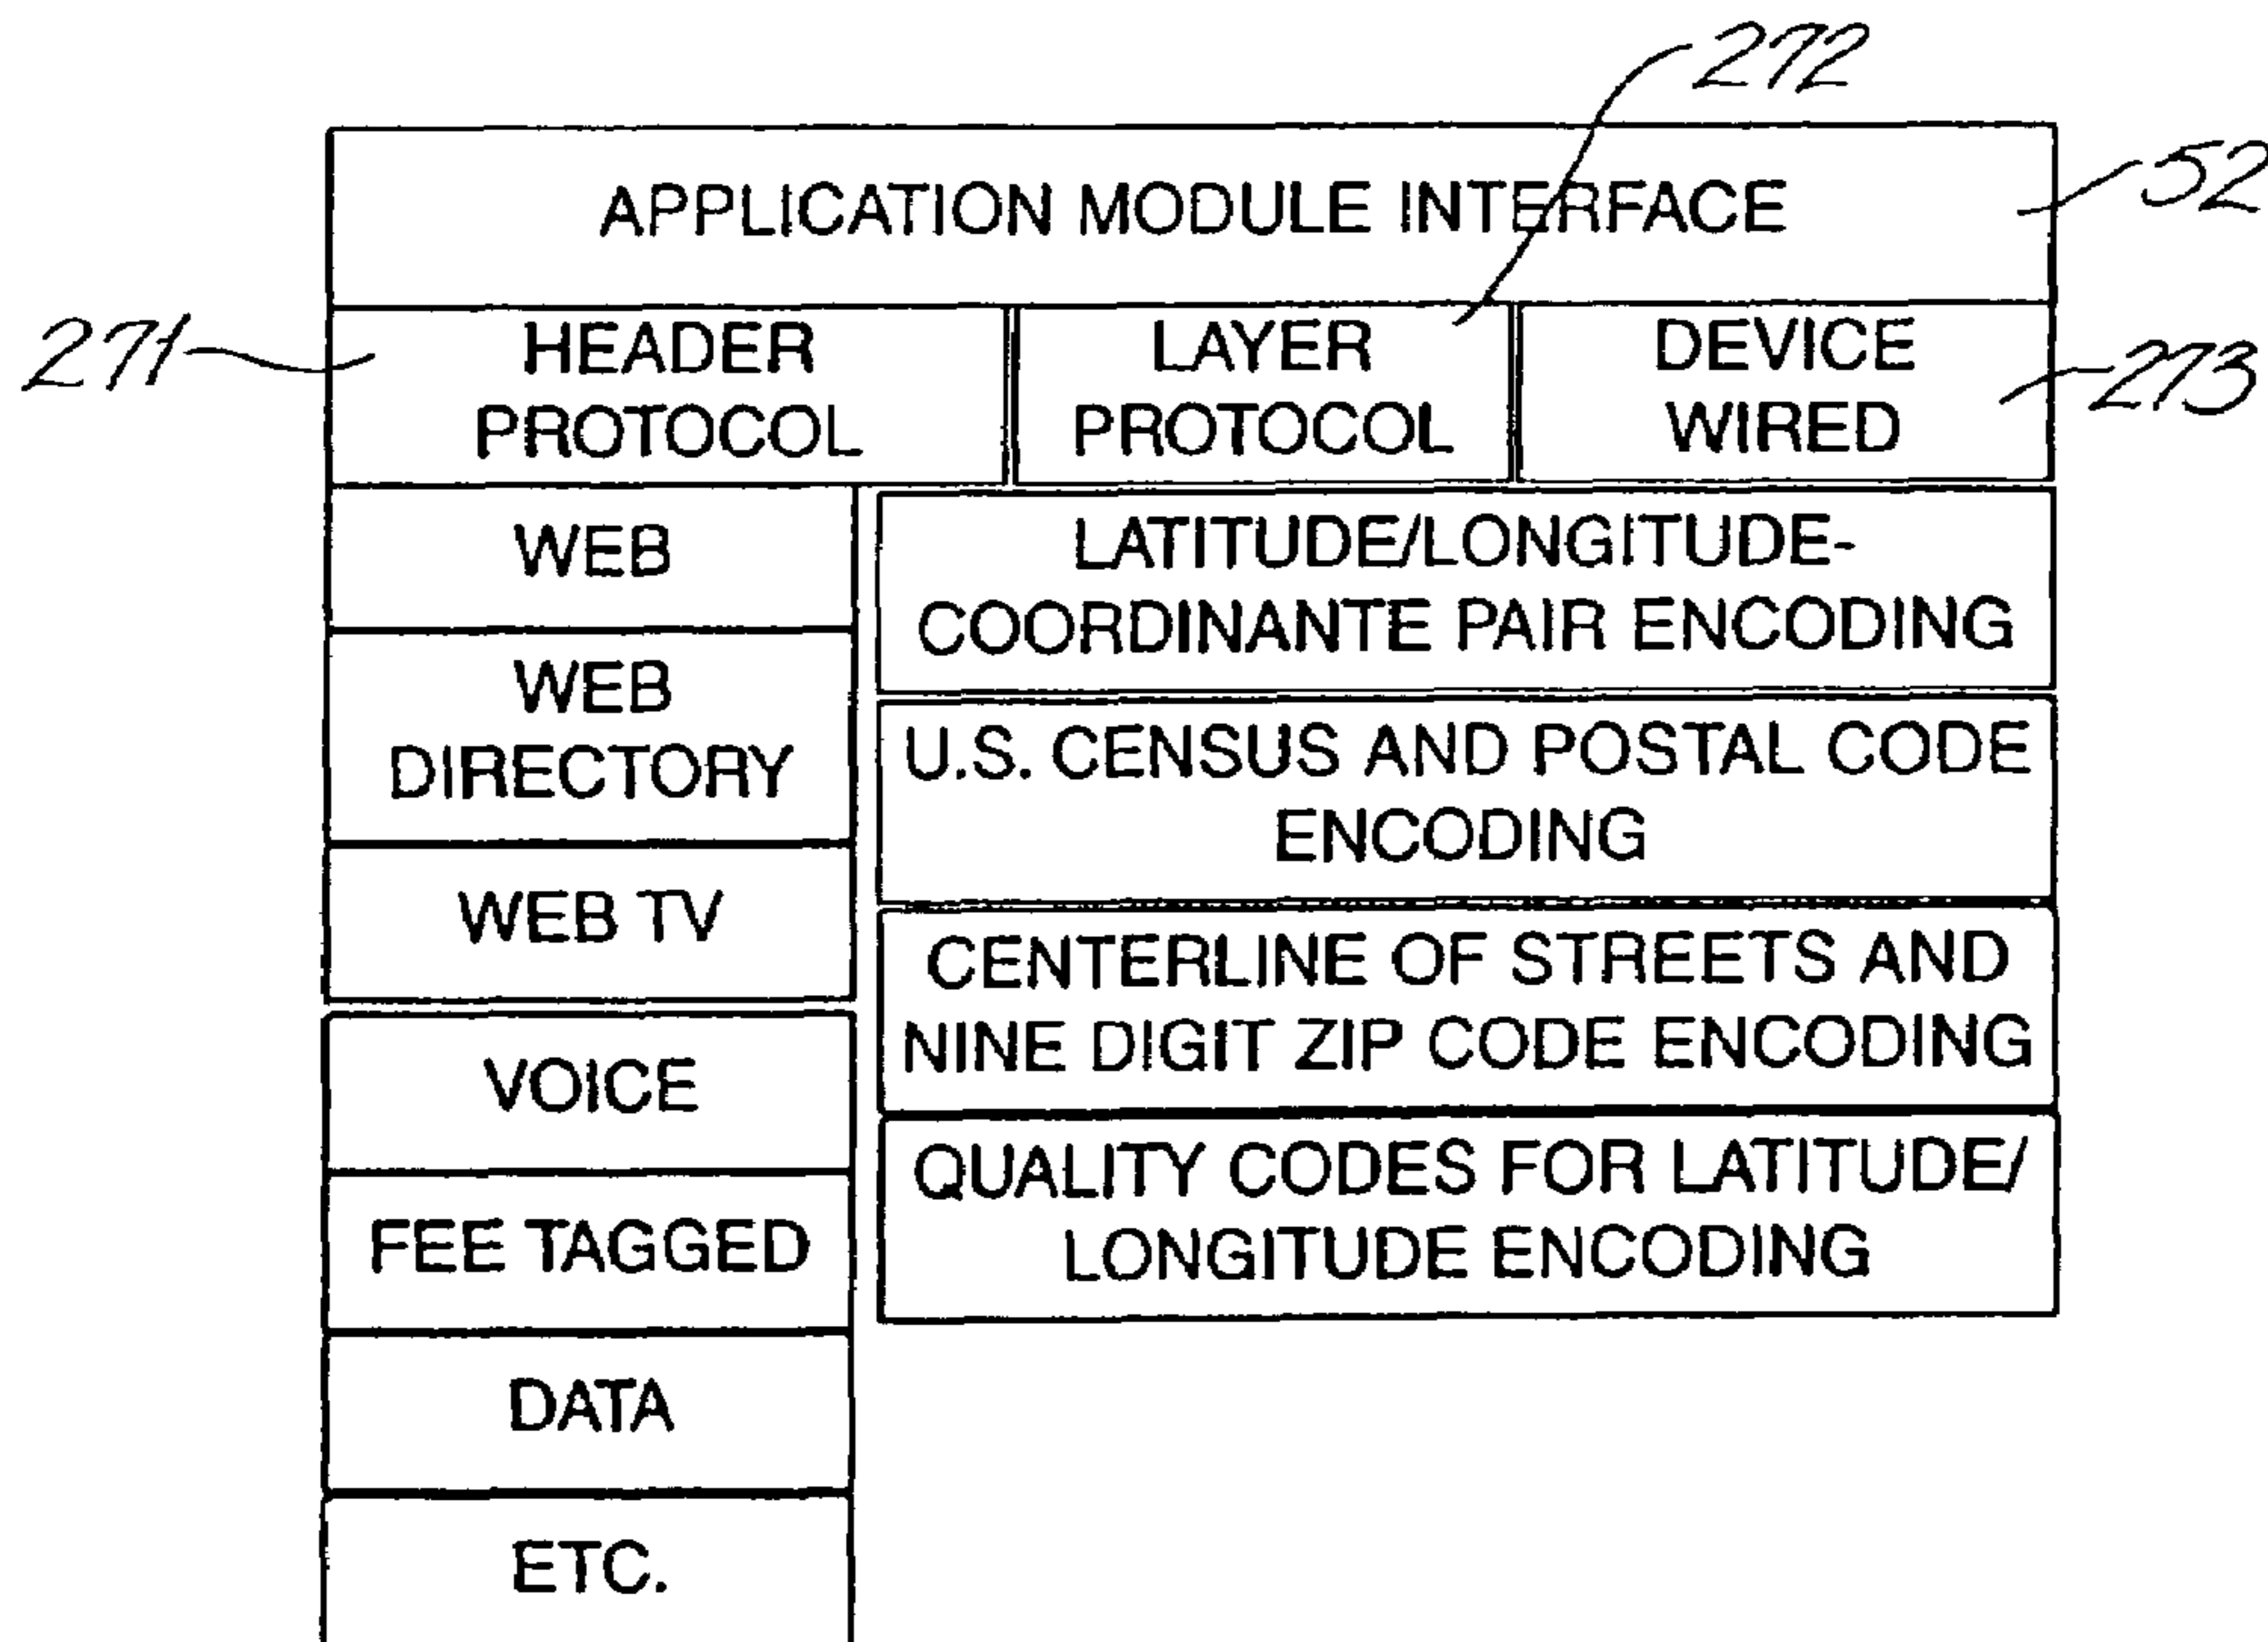 272
APPLICATION MODULE INTERFACE
52
271
HEADER
PROTOCOL
LAYER
PROTOCOL
DEVICE
WIRED
273
WEB
WEB
DIRECTORY
WEB TV
VOICE
FEE TAGGED
DATA
ETC.
LATITUDE/LONGITUDE-
COORDINANTE PAIR ENCODING
U.S. CENSUS AND POSTAL CODE
ENCODING
CENTERLINE OF STREETS AND
NINE DIGIT ZIP CODE ENCODING
QUALITY CODES FOR LATITUDE/
LONGITUDE ENCODING